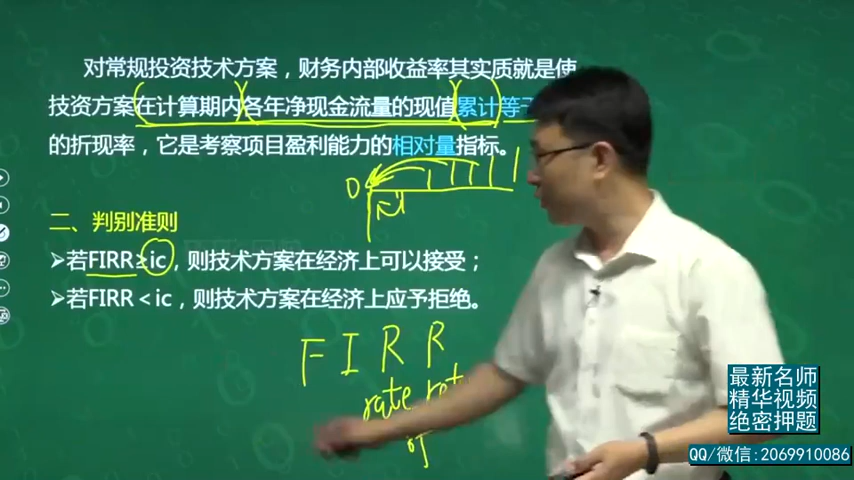 对常规投资技术方案，财务内部收益率其实质就是使
技资方案在计算期内各年净现金流量的现值累计等于
的折现率，它是考察项目盈利能力的相对量指标。
0
二、判别准则
➢若FIRR≥ic，则技术方案在经济上可以接受；
➢若FIRR＜ic，则技术方案在经济上应予拒绝。
F I R R
rate
of
最新名师
精华视频
绝密押题
QQ/微信:2069910086